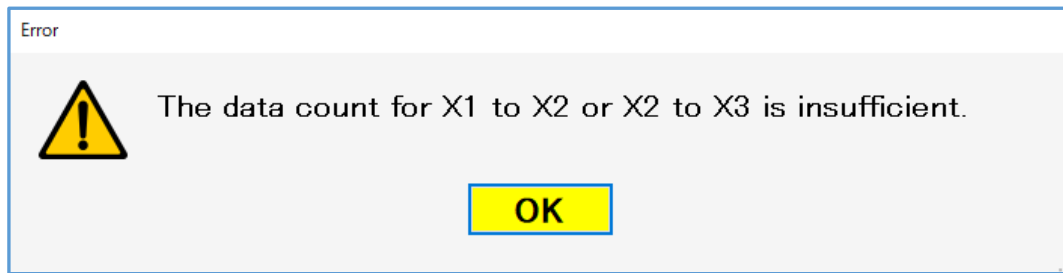 Error
The data count for X1 to X2 or X2 to X3 is insufficient.
OK